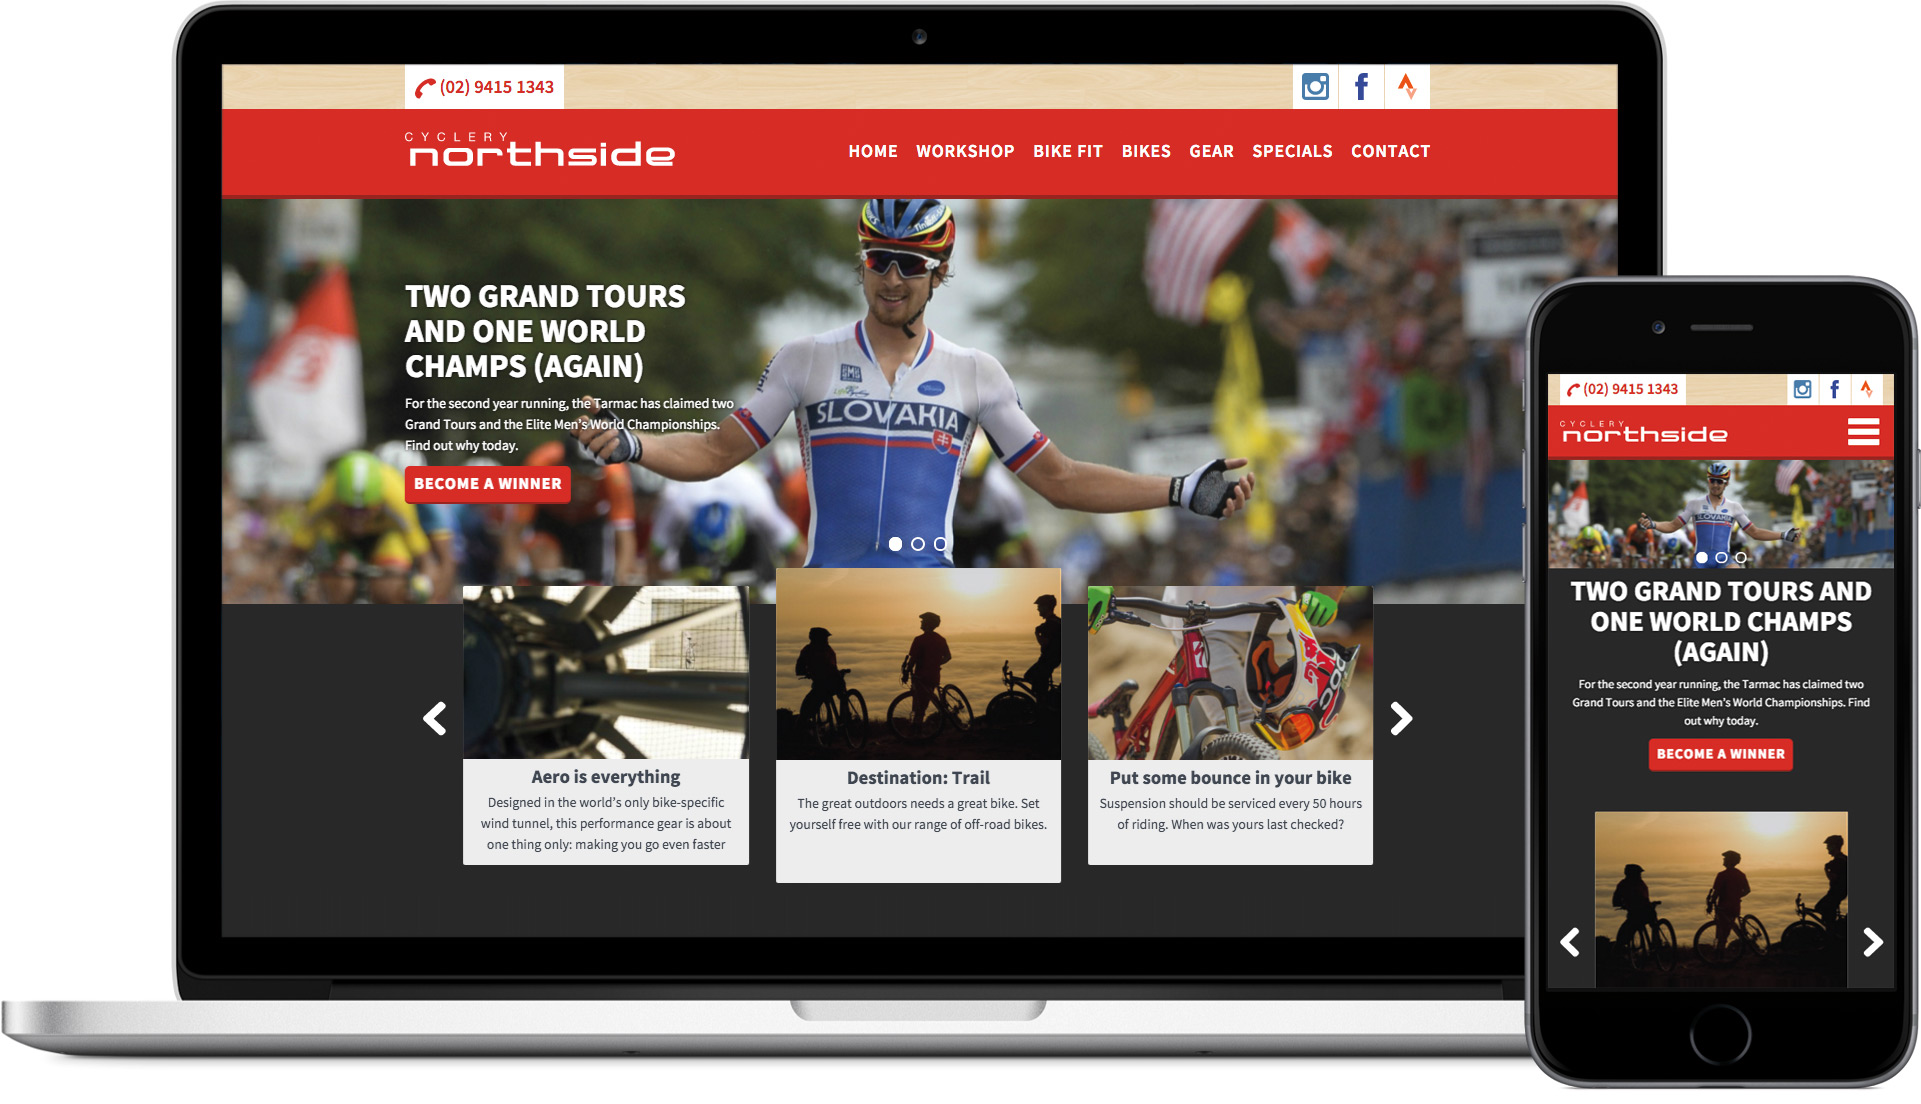 (02) 9415 1343
CYCLERY
northside
HOME WORKSHOP BIKE FIT BIKES GEAR SPECIALS CONTACT
TWO GRAND TOURS
AND ONE WORLD
CHAMPS (AGAIN)
For the second year running, the Tarmac has claimed two
Grand Tours and the Elite Men's World Championships.
Find out why today.
BECOME A WINNER
SLOVAKIA
Aero is everything
Designed in the world's only bike-specific
wind tunnel, this performance gear is about
one thing only: making you go even faster
Destination: Trail
The great outdoors needs a great bike. Set
yourself free with our range of off-road bikes.
Put some bounce in your bike
Suspension should be serviced every 50 hours
of riding. When was yours last checked?
(02) 9415 1343
CYCLERY
northside
SLOVAKIA
TWO GRAND TOURS AND
ONE WORLD CHAMPS
(AGAIN)
For the second year running, the Tarmac has claimed two
Grand Tours and the Elite Men's World Championships. Find
out why today.
BECOME A WINNER